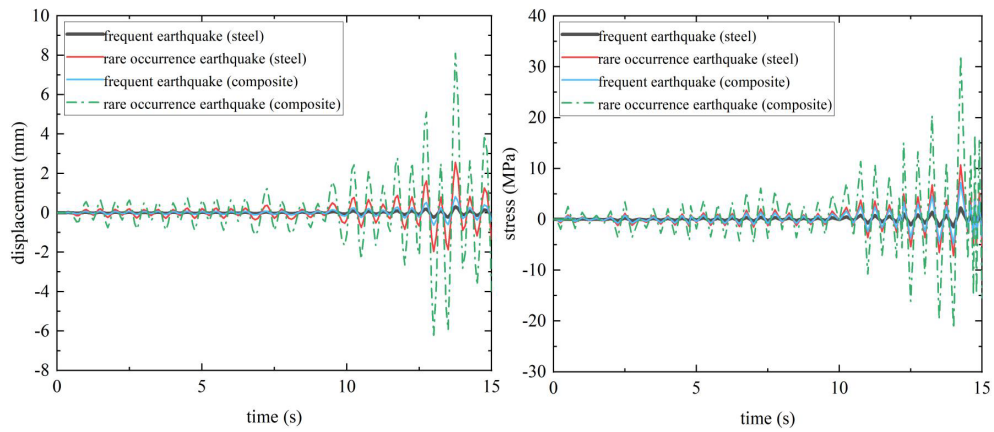 10
8
6
4
2
0
-2
-4
-6
-8
displacement (mm)
frequent earthquake (steel)
rare occurrence earthquake (steel)
frequent earthquake (composite)
rare occurrence earthquake (composite)
0
5
10
15
time (s)
40
30
20
10
0
-10
-20
-30
stress (MPa)
frequent earthquake (steel)
rare occurrence earthquake (steel)
frequent earthquake (composite)
rare occurrence earthquake (composite)
0
5
10
15
time (s)